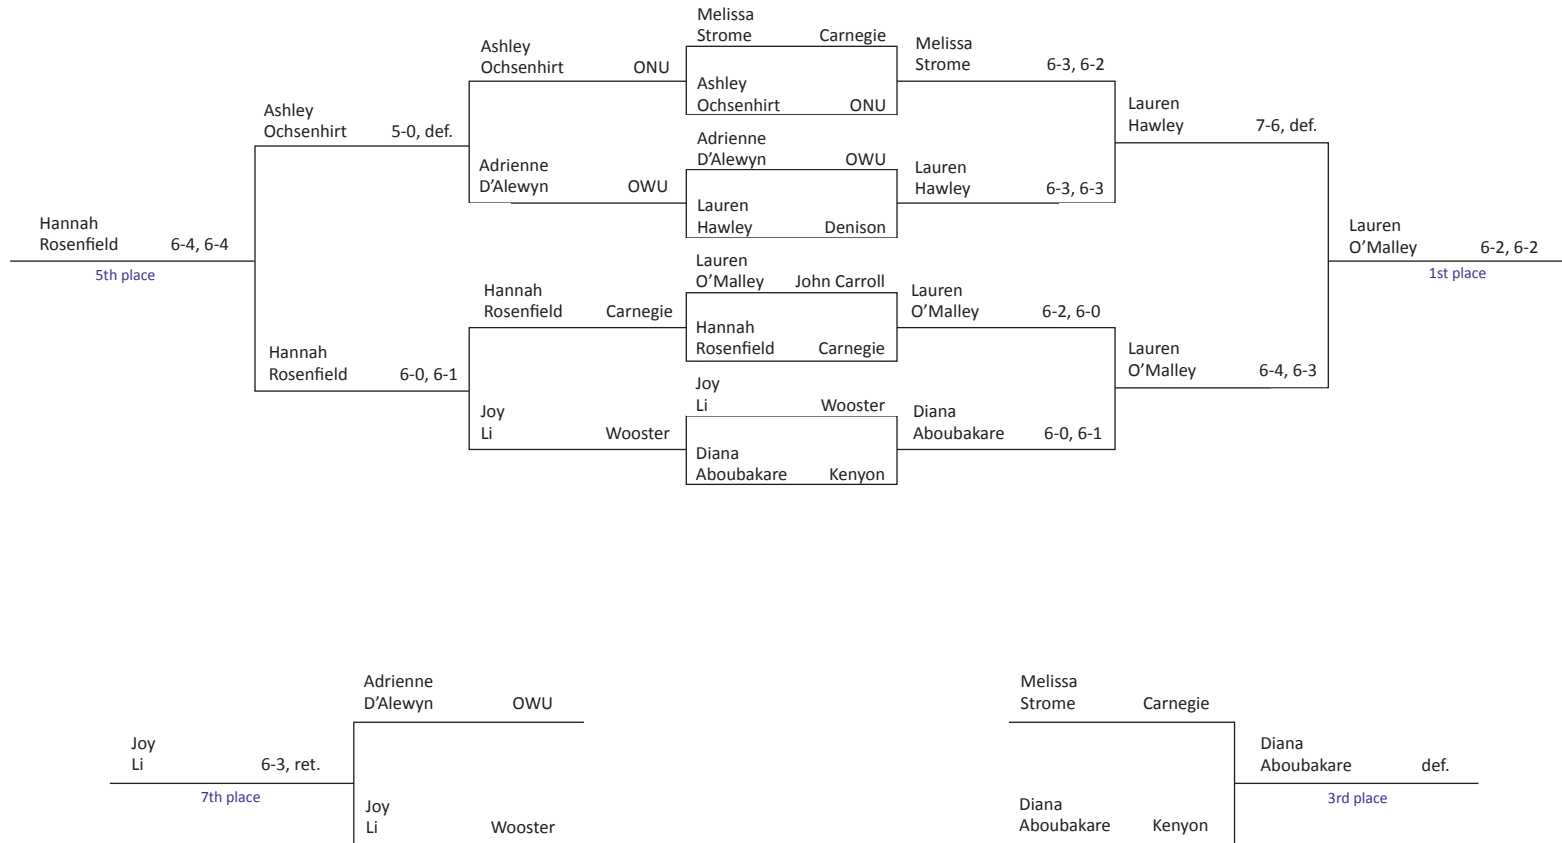 Melissa
Strome Carnegie
Ashley
Ochsenhirt ONU
Melissa
Strome 6-3, 6-2
Ashley
Ochsenhirt ONU
Ashley
Ochsenhirt 5-0, def.
Lauren
Hawley 7-6, def.
Adrienne
D'Alewyn OWU
Adrienne
D'Alewyn OWU
Lauren
Hawley 6-3, 6-3
Lauren
Hawley Denison
Hannah
Rosenfield 6-4, 6-4
5th place
Lauren
O'Malley 6-2, 6-2
1st place
Lauren
O'Malley John Carroll
Hannah
Rosenfield Carnegie
Lauren
O'Malley 6-2, 6-0
Hannah
Rosenfield Carnegie
Hannah
Rosenfield 6-0, 6-1
Lauren
O'Malley 6-4, 6-3
Joy
Li Wooster
Joy
Li Wooster
Diana
Aboubakare 6-0, 6-1
Diana
Aboubakare Kenyon
Adrienne
D'Alewyn OWU
Joy
Li 6-3, ret.
7th place
Joy
Li Wooster
Melissa
Strome Carnegie
Diana
Aboubakare def.
3rd place
Diana
Aboubakare Kenyon